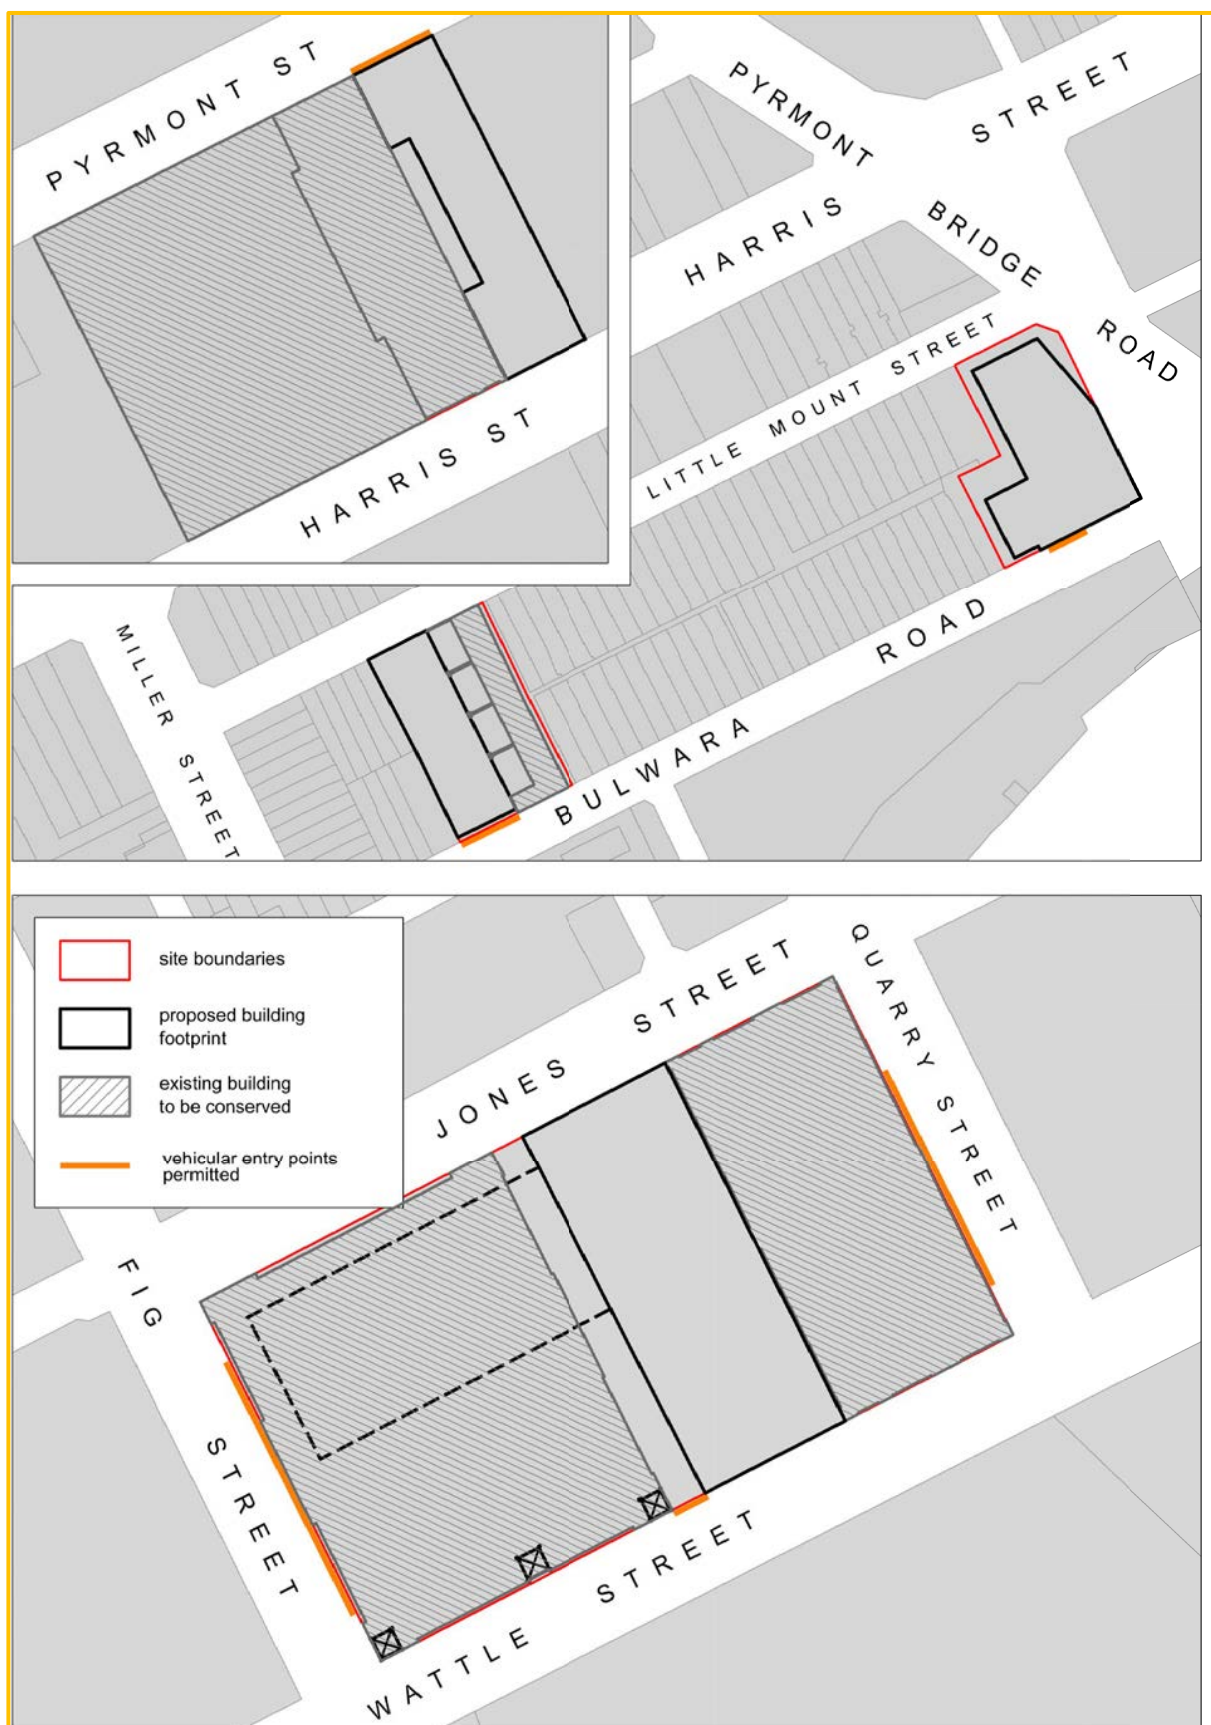 PYRMONT ST
HARRIS ST
PYRMONT
BRIDGE
ROAD
HARRIS
STREET
LITTLE MOUNT STREET
BULWARA
ROAD
MILLER STREET
site boundaries
proposed building
footprint
existing building
to be conserved
vehicular entry points
permitted
JONES STREET
QUARRY STREET
FIG
STREET
WATTLE STREET